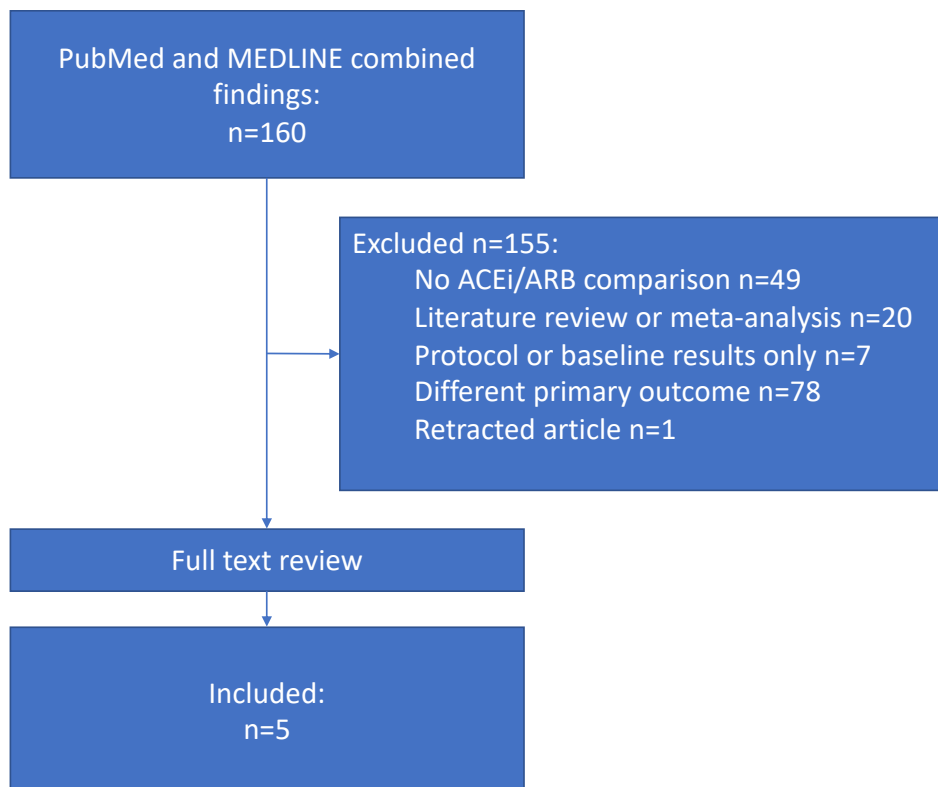 PubMed and MEDLINE combined
findings:
n=160
Excluded n=155:
No ACEi/ARB comparison n=49
Literature review or meta-analysis n=20
Protocol or baseline results only n=7
Different primary outcome n=78
Retracted article n=1
Full text review
Included:
n=5